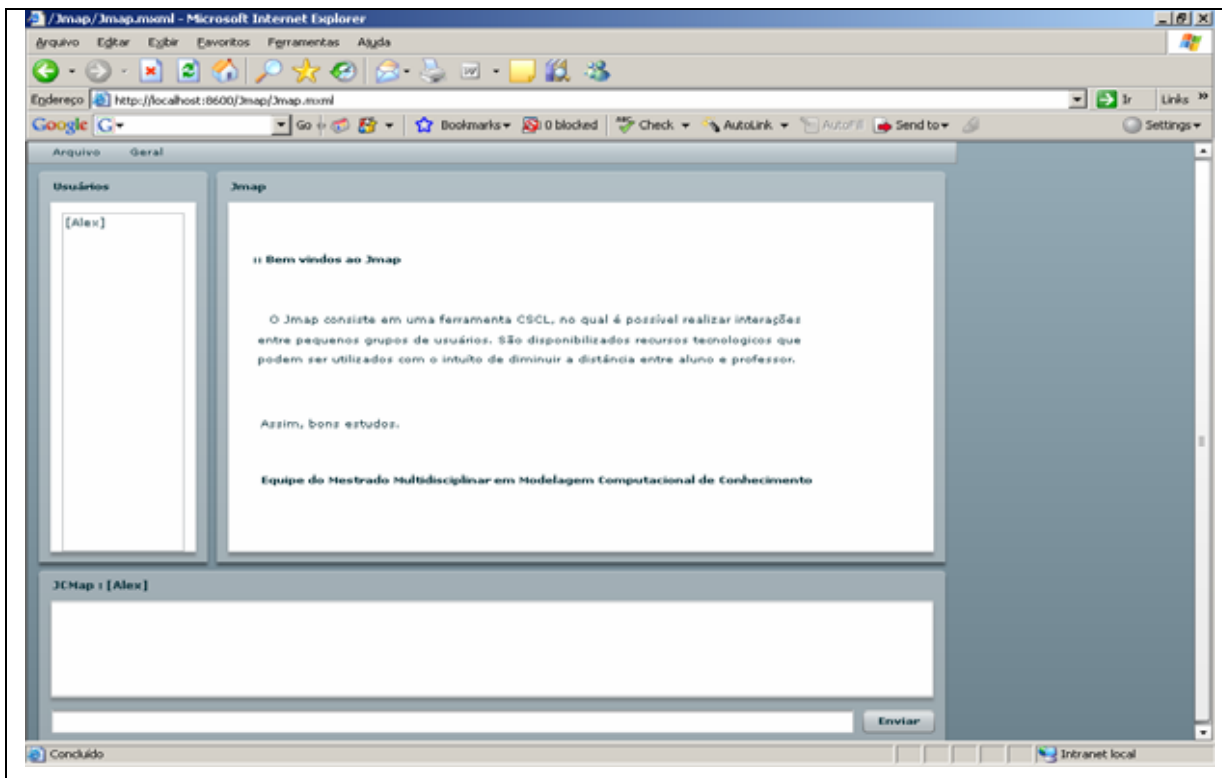 /Jmap/Jmap.mxml - Microsoft Internet Explorer
Arquivo Editar Exibir Favoritos Ferramentas Ajuda
Endereço http://localhost:8600/Jmap/Jmap.mxml Ir Links »
Google G Go Bookmarks 0 blocked ABC Check AutoLink AutoFill Send to Settings
Arquivo Geral
Usuários
[Alex]
Jmap
:: Bem vindos ao Jmap
O Jmap consiste em uma ferramenta CSCL, no qual é possível realizar interações
entre pequenos grupos de usuários. São disponibilizados recursos tecnologicos que
podem ser utilizados com o intuíto de diminuir a distância entre aluno e professor.
Assim, bons estudos.
Equipe do Mestrado Multidisciplinar em Modelagem Computacional de Conhecimento
JCMap : [Alex]
Enviar
Concluído Intranet local